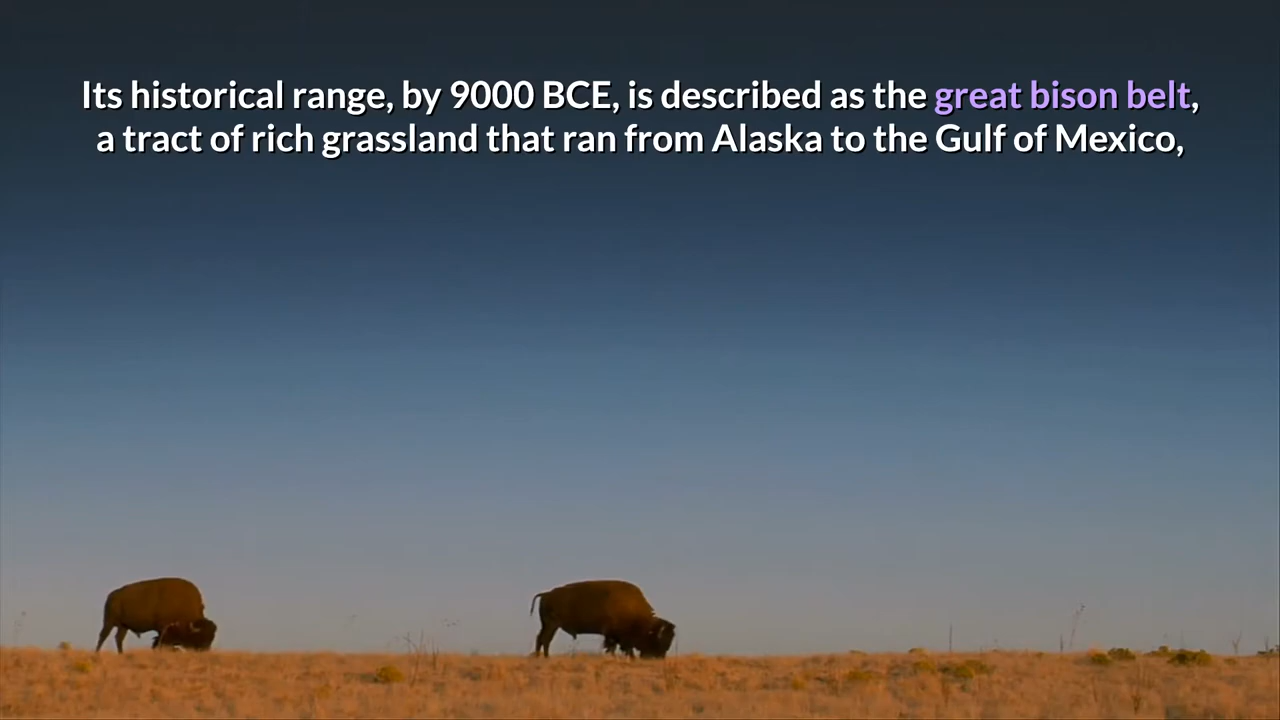 Its historical range, by 9000 BCE, is described as the great bison belt,
a tract of rich grassland that ran from Alaska to the Gulf of Mexico,